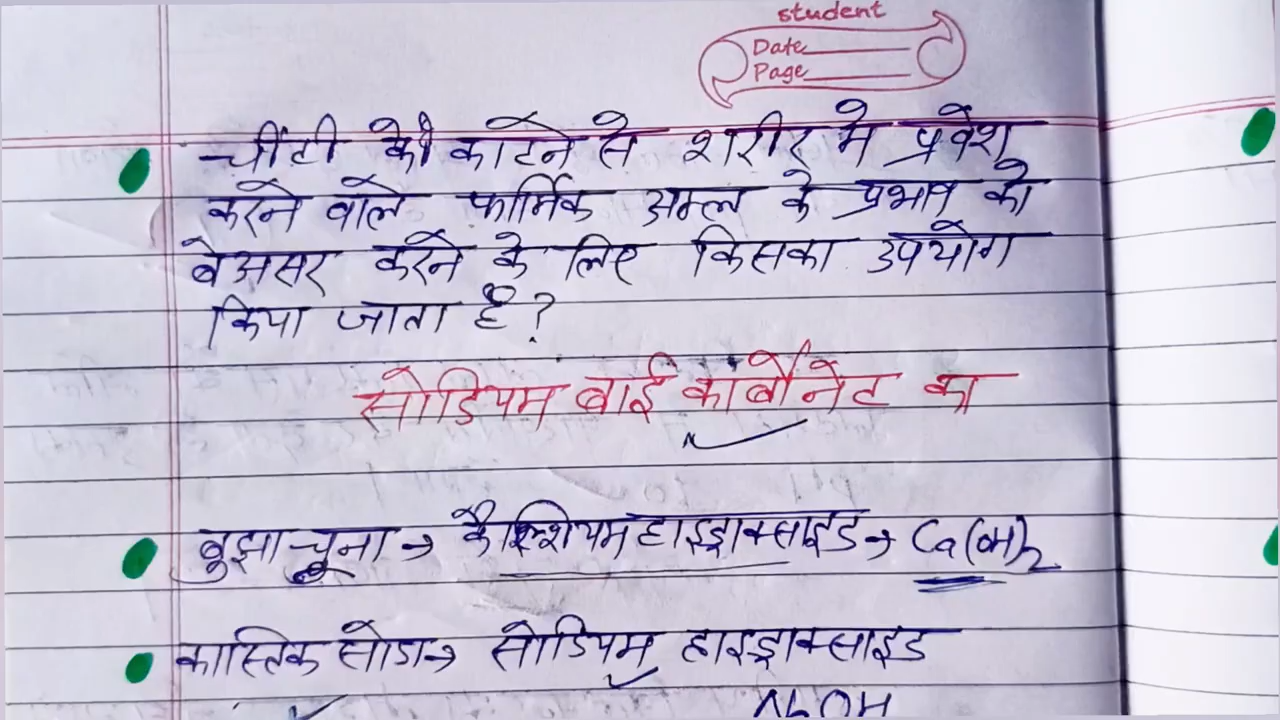 student
Date
Page
चींटी के काटने से शरीर मे प्रवेश
करने वाले फार्मिक अम्ल के प्रभाव को
बेअसर करने के लिए किसका उपयोग
किया जाता है?
सोडियम बाई कार्बोनेट का
बुझा चूना → कैल्शियम हाइड्राक्साइड → Ca(OH)2
कास्तिक सोडा → सोडियम हाइड्राक्साइड